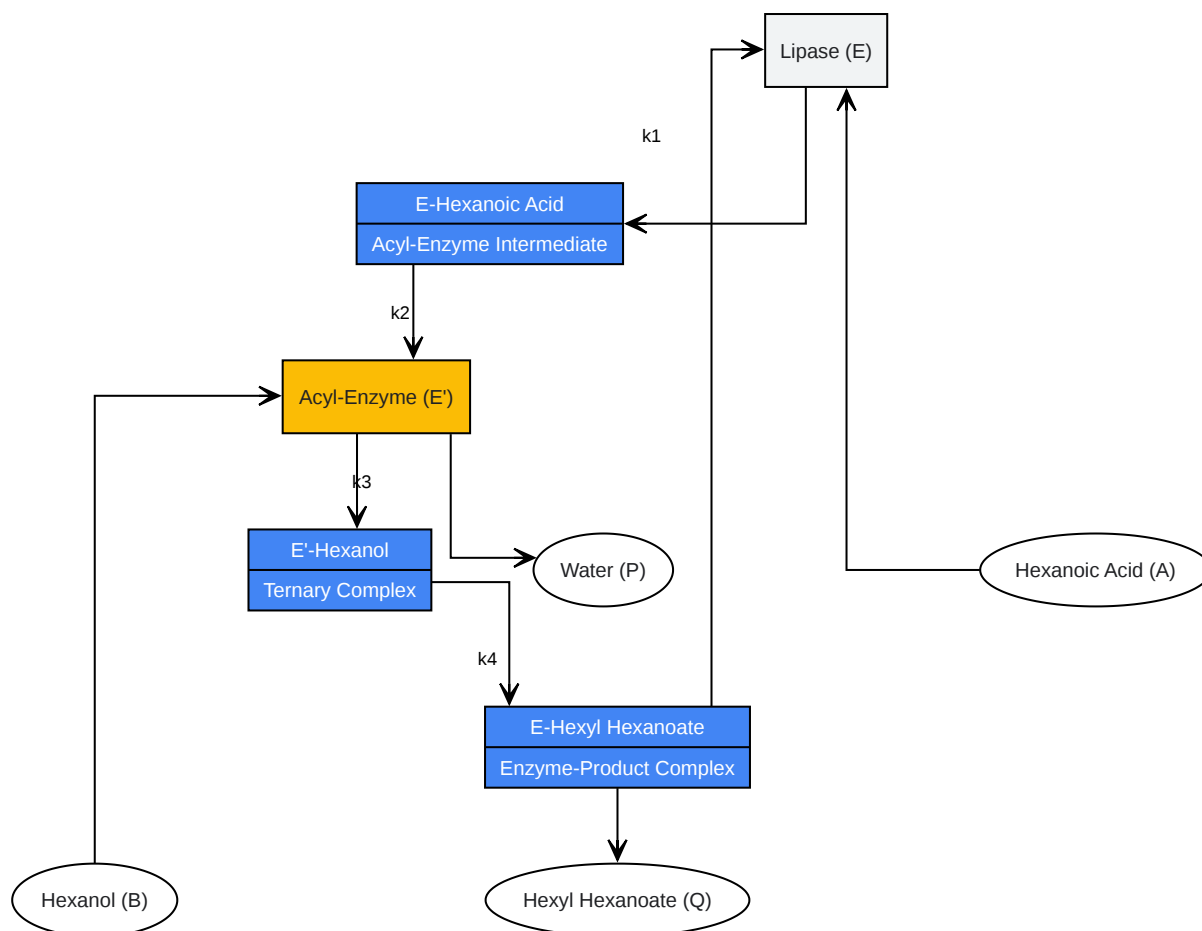 Lipase (E)
k1
E-Hexanoic Acid
Acyl-Enzyme Intermediate
k2
Acyl-Enzyme (E')
k3
E'-Hexanol
Ternary Complex
Water (P)
Hexanoic Acid (A)
k4
E-Hexyl Hexanoate
Enzyme-Product Complex
Hexanol (B)
Hexyl Hexanoate (Q)